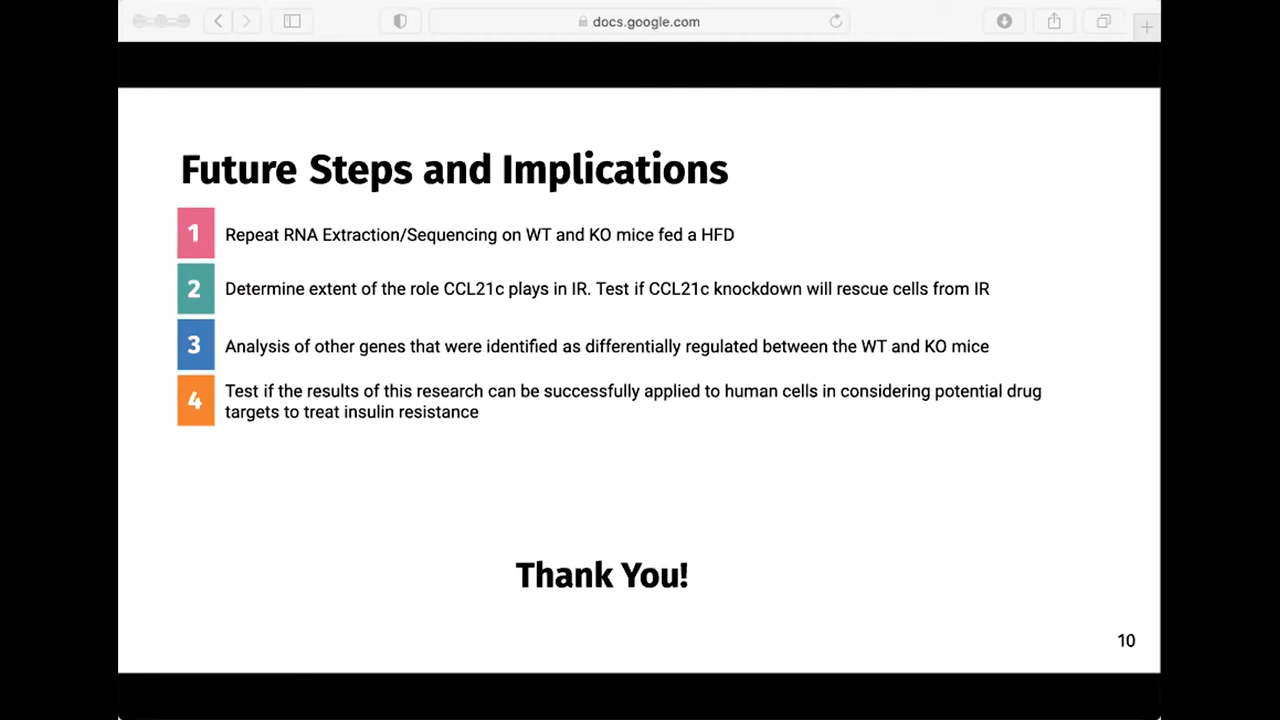 docs.google.com
Future Steps and Implications
1 Repeat RNA Extraction/Sequencing on WT and KO mice fed a HFD
2 Determine extent of the role CCL21c plays in IR. Test if CCL21c knockdown will rescue cells from IR
3 Analysis of other genes that were identified as differentially regulated between the WT and KO mice
4 Test if the results of this research can be successfully applied to human cells in considering potential drug
targets to treat insulin resistance
Thank You!
10